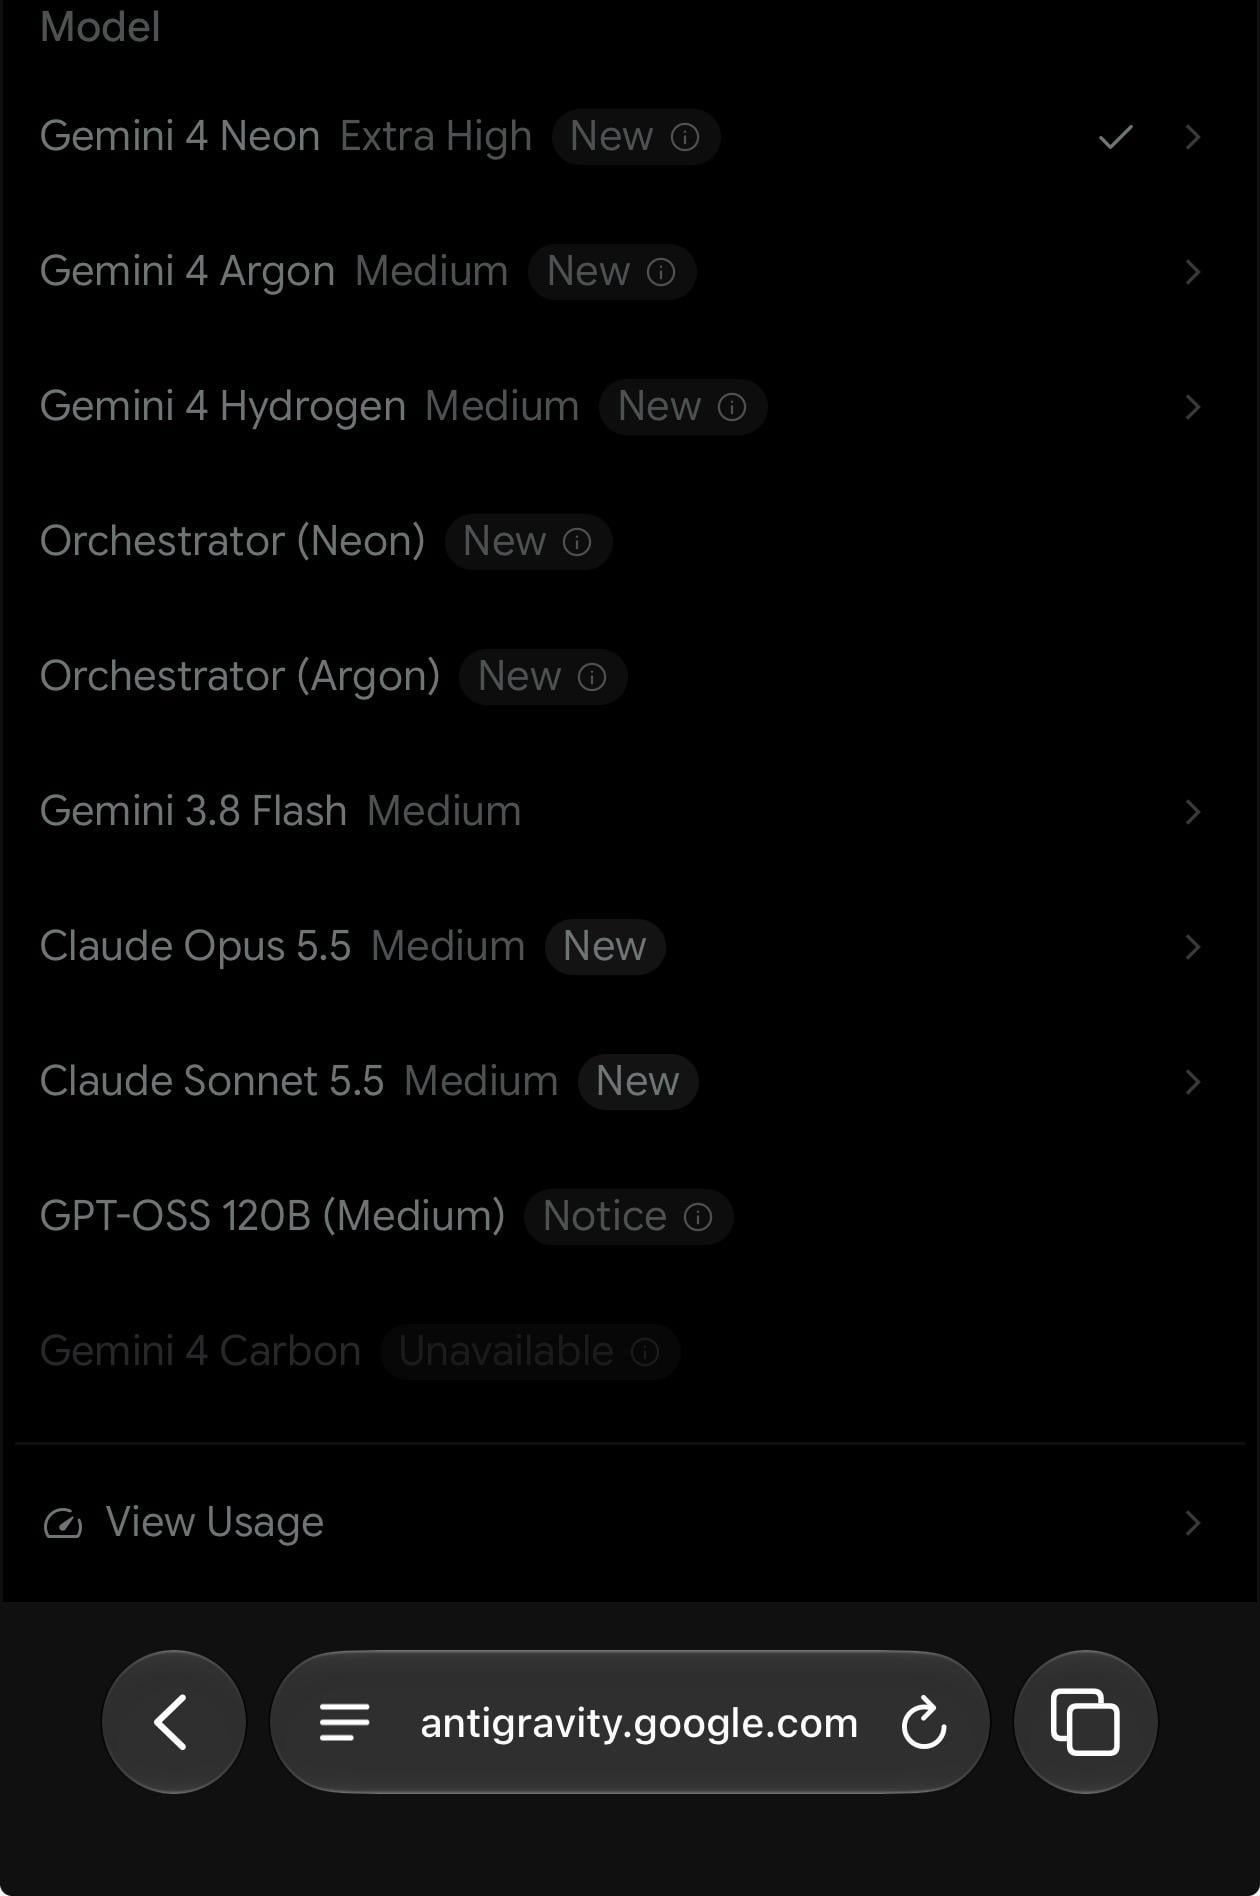 Model
Gemini 4 Neon Extra High New
Gemini 4 Argon Medium New
Gemini 4 Hydrogen Medium New
Orchestrator (Neon) New
Orchestrator (Argon) New
Gemini 3.8 Flash Medium
Claude Opus 5.5 Medium New
Claude Sonnet 5.5 Medium New
GPT-OSS 120B (Medium) Notice
Gemini 4 Carbon Unavailable
View Usage
antigravity.google.com